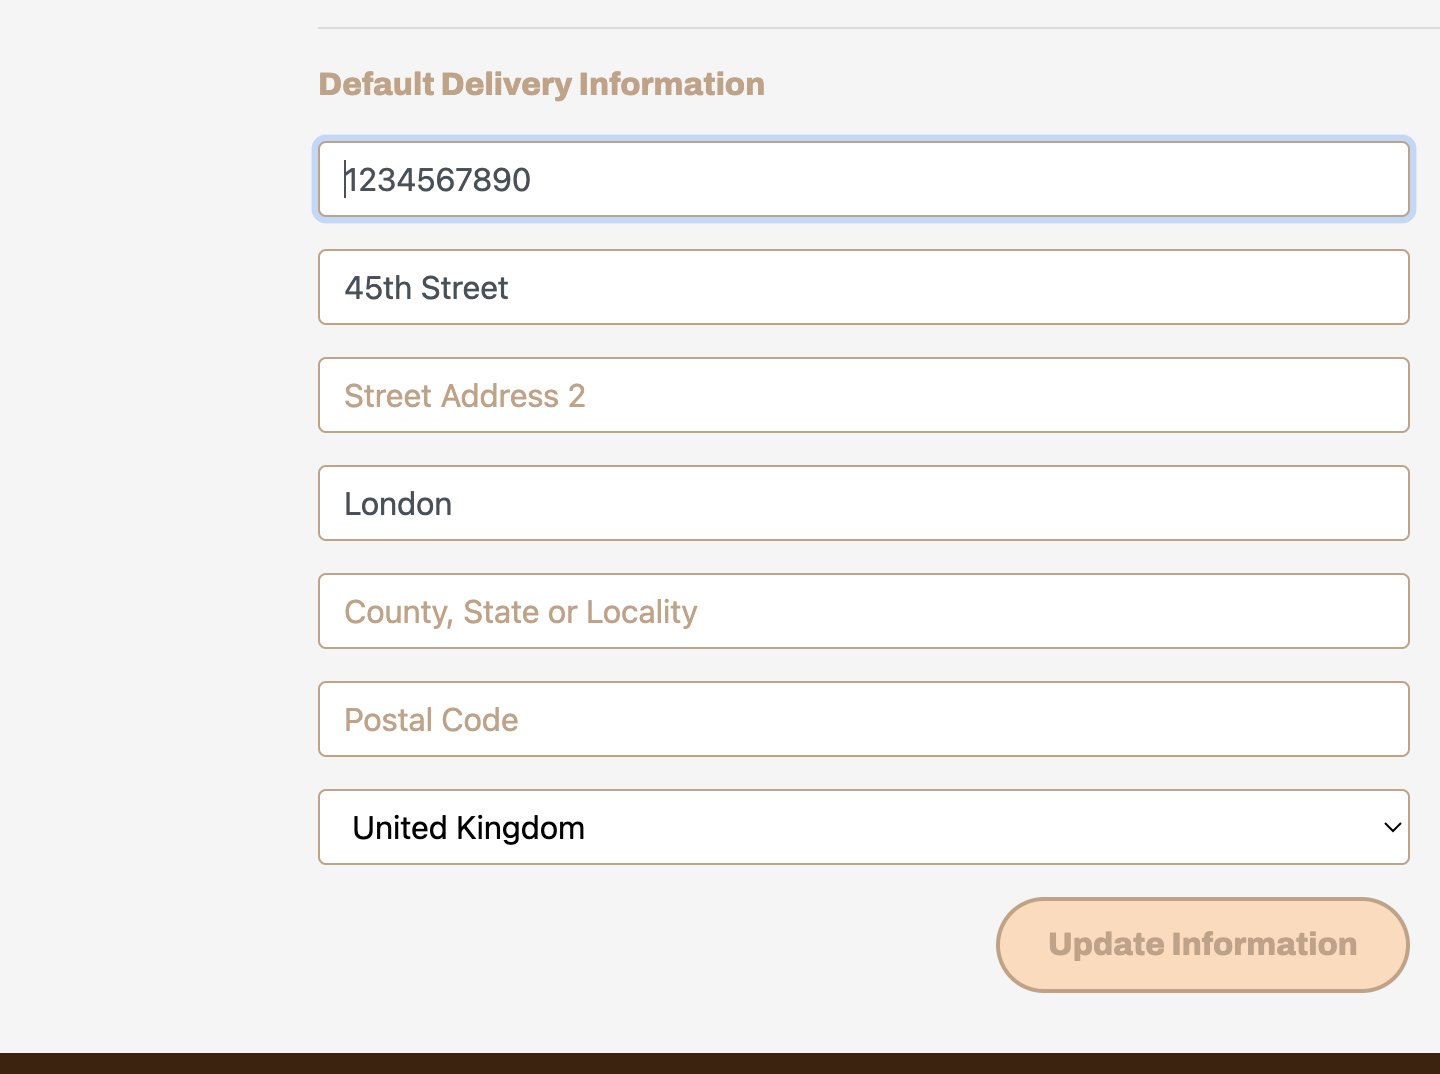 Default Delivery Information
1234567890
45th Street
Street Address 2
London
County, State or Locality
Postal Code
United Kingdom
Update Information